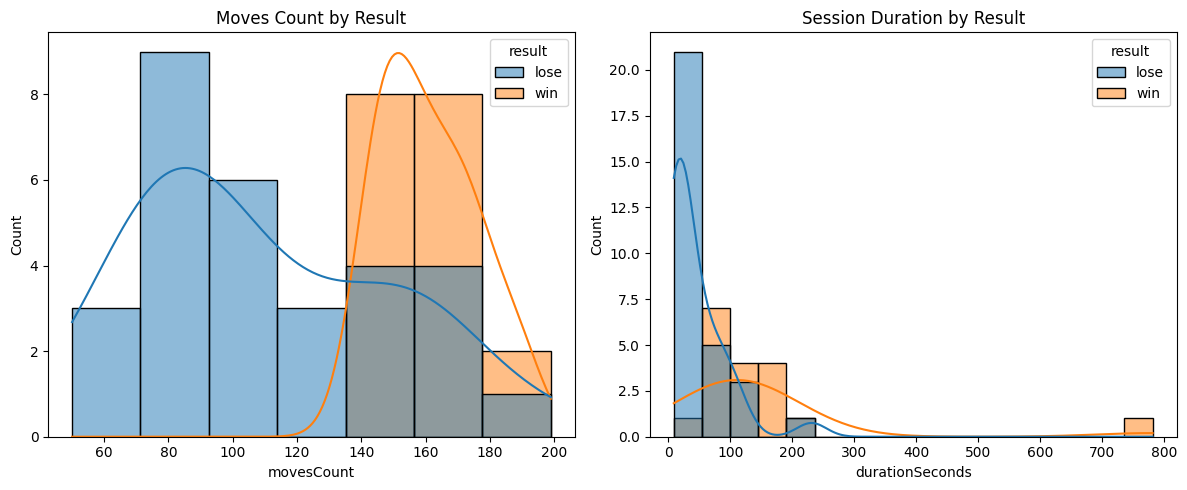 Moves Count by Result
result
lose
win
Count
0
2
4
6
8
60 80 100 120 140 160 180 200
movesCount
Session Duration by Result
result
lose
win
Count
20.0
17.5
15.0
12.5
10.0
7.5
5.0
2.5
0.0
0 100 200 300 400 500 600 700 800
durationSeconds